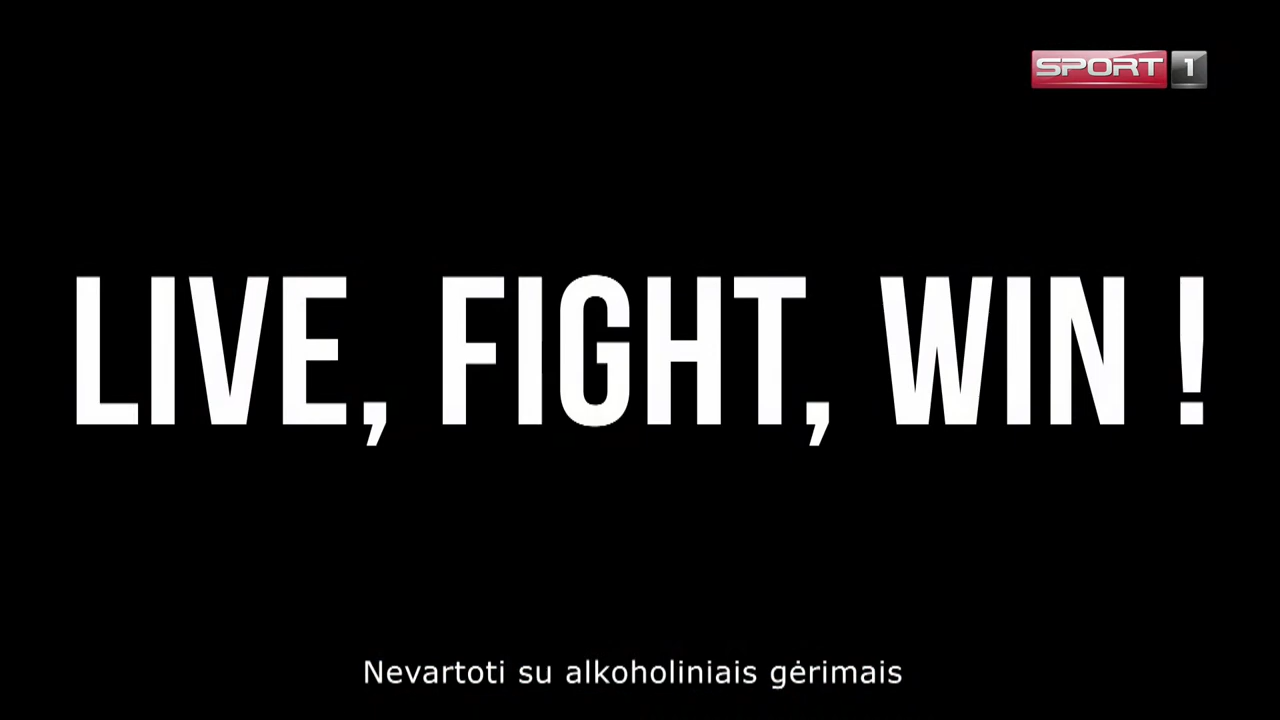 SPORT 1
LIVE, FIGHT, WIN !
Nevartoti su alkoholiniais gėrimais